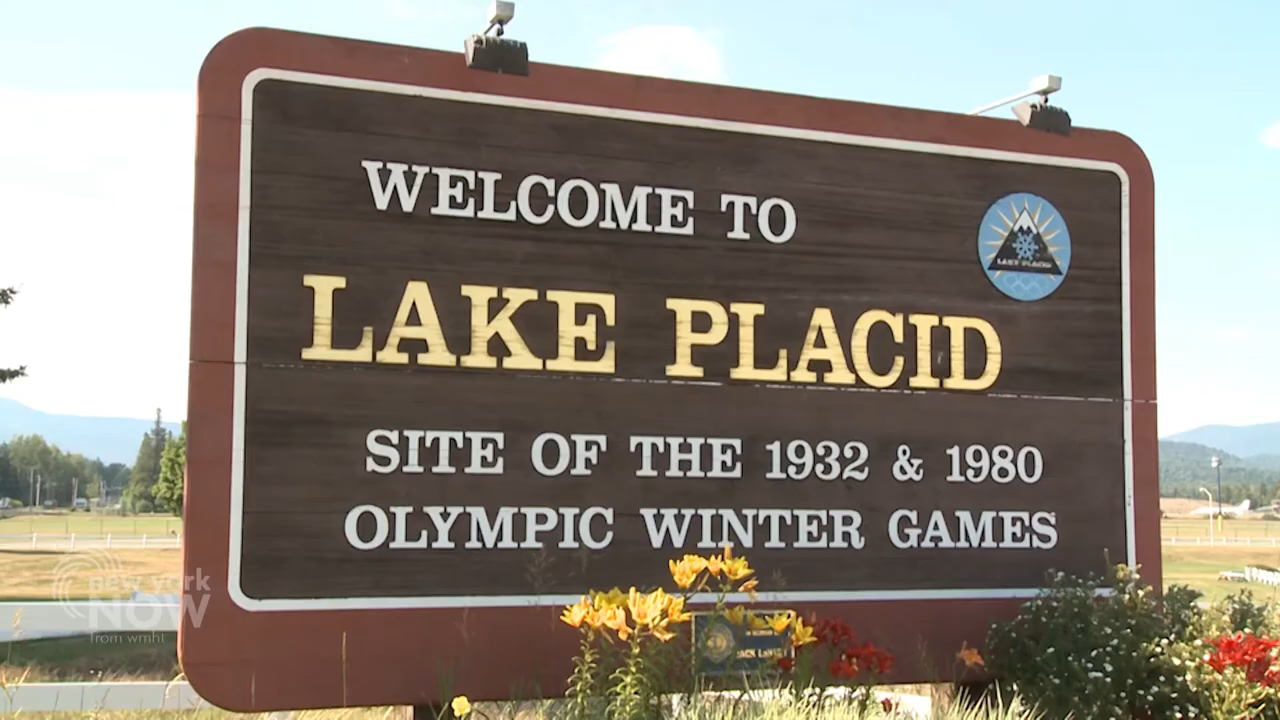 WELCOME TO
LAKE PLACID
LAKE PLACID
SITE OF THE 1932 & 1980
OLYMPIC WINTER GAMES
new york
NOW
from wmht
JACK